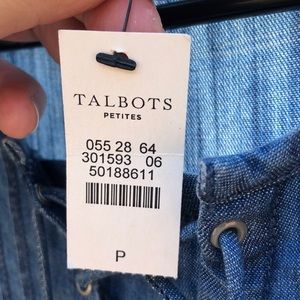 TALBOTS
PETITES
055 28 64
301593 06
50188611
P